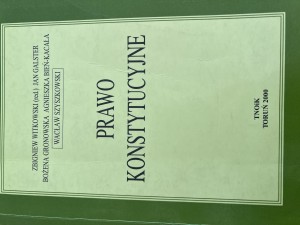 ZBIGNIEW WITKOWSKI (red.) JAN GALSTER
BOŻENA GRONOWSKA AGNIESZKA BIEŃ-KACAŁA
WACŁAW SZYSZKOWSKI
PRAWO
KONSTYTUCYJNE
TNOiK
TORUŃ 2000